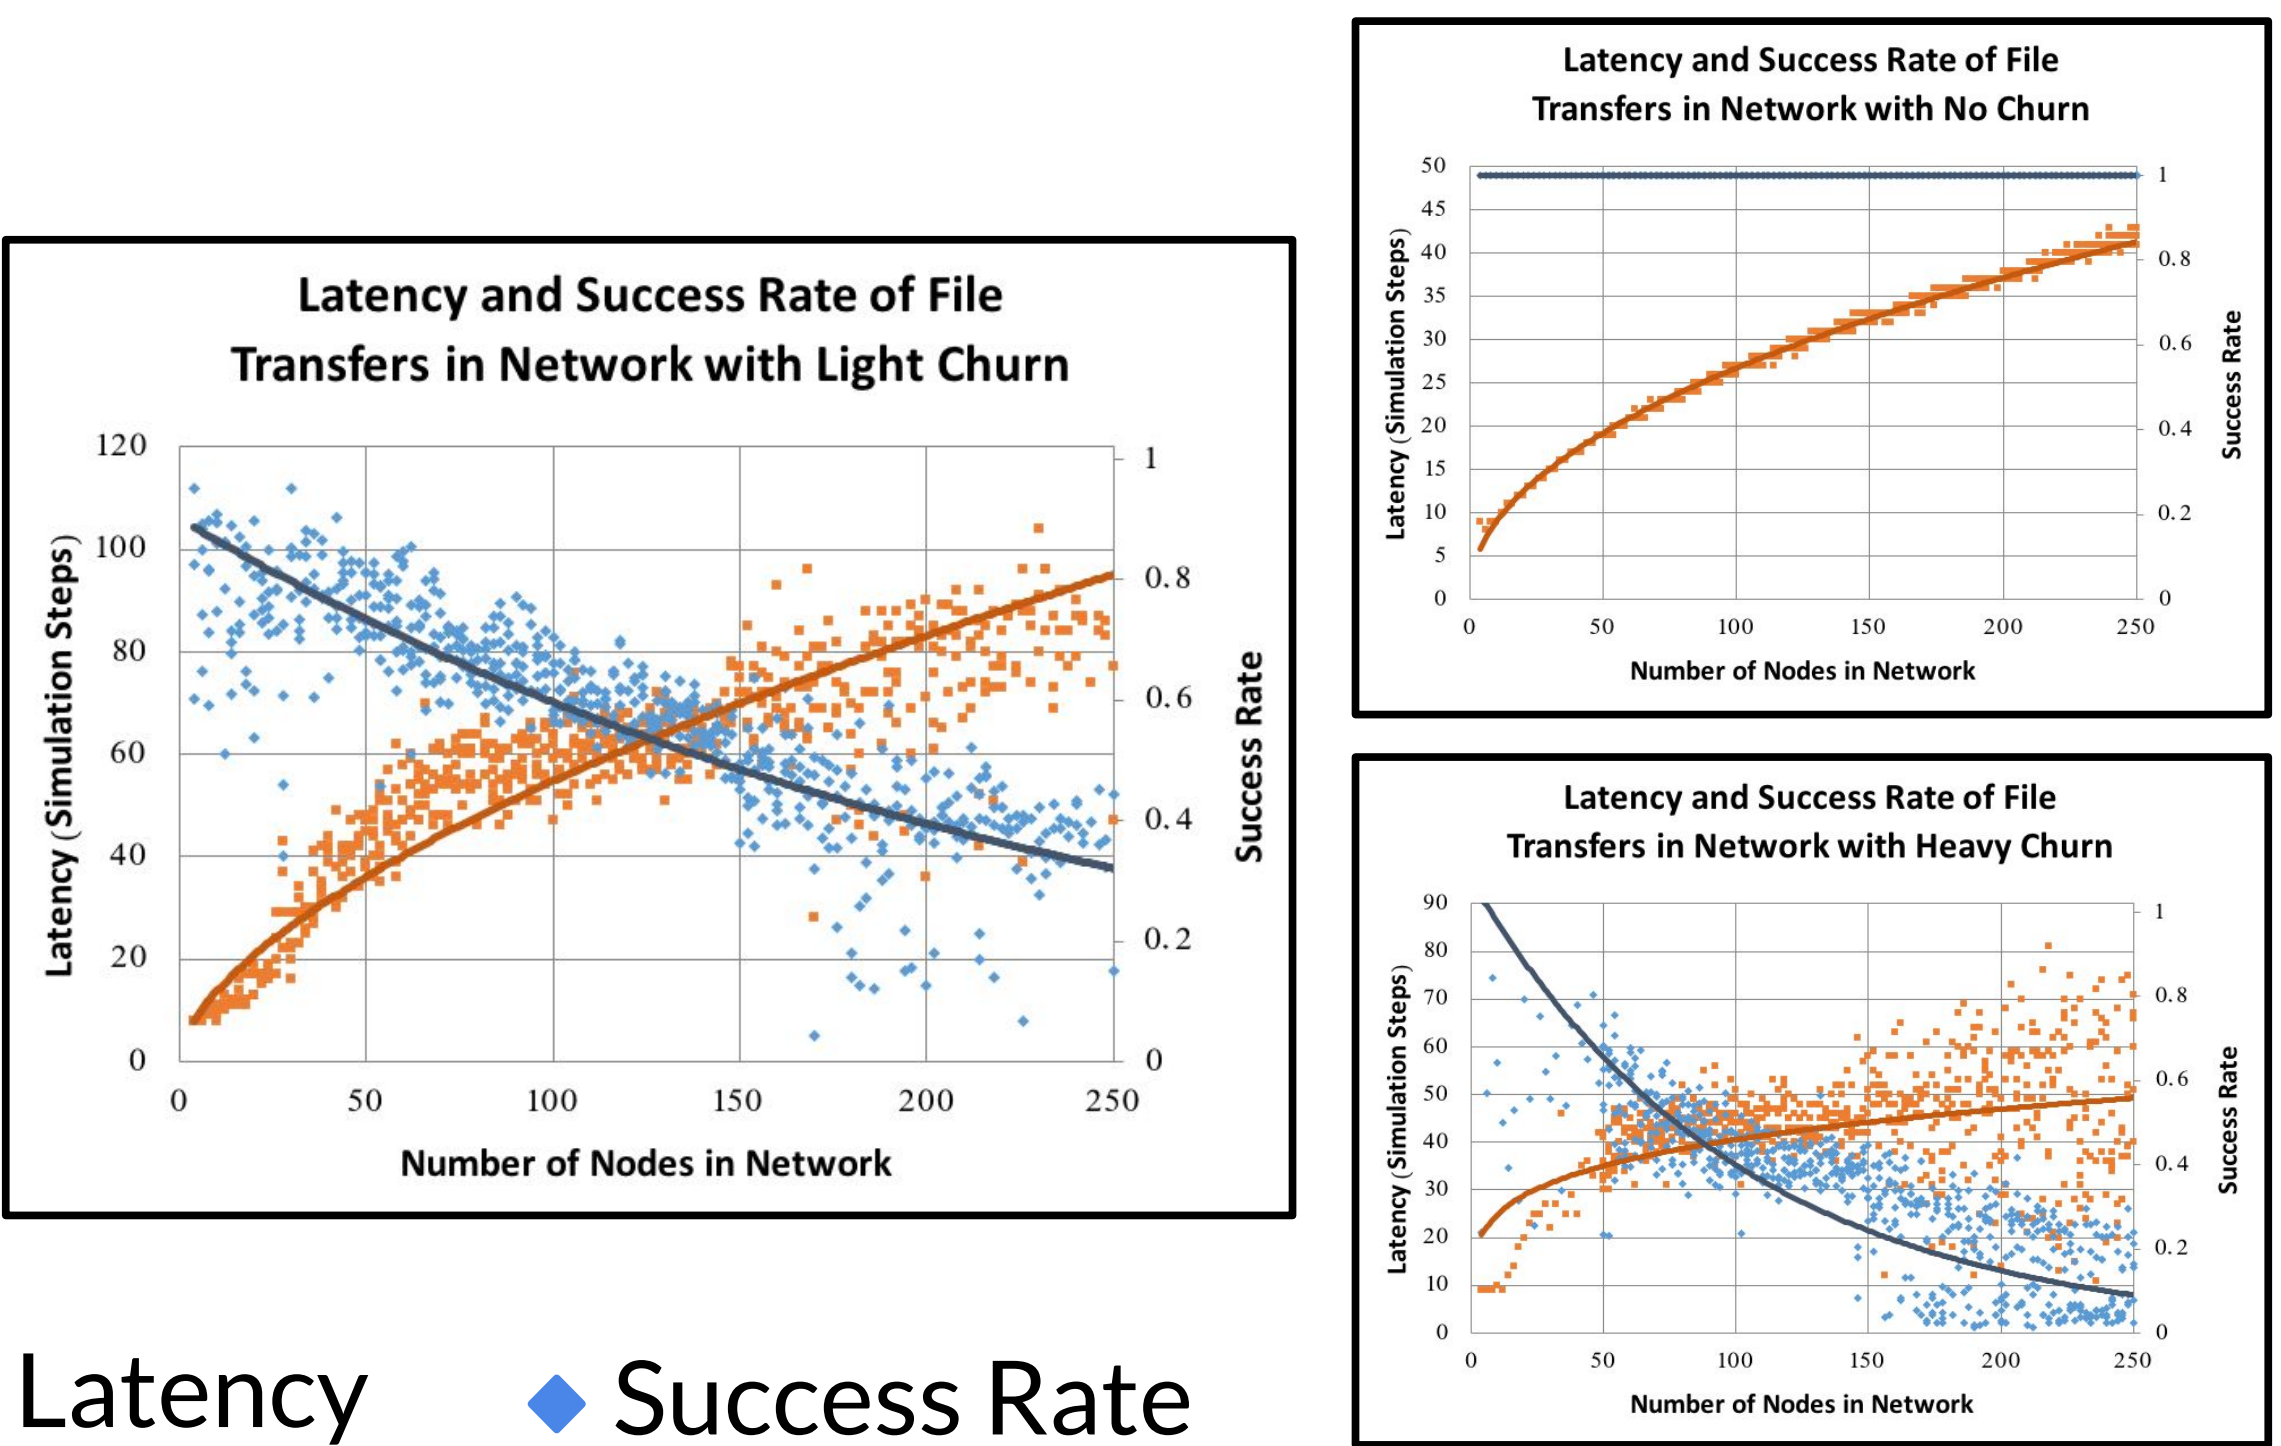 Latency and Success Rate of File
Transfers in Network with Light Churn
120
100
80
60
40
20
0
1
0.8
0.6
0.4
0.2
0
0 50 100 150 200 250
Latency (Simulation Steps)
Success Rate
Number of Nodes in Network
Latency and Success Rate of File
Transfers in Network with No Churn
50
45
40
35
30
25
20
15
10
5
0
1
0.8
0.6
0.4
0.2
0
0 50 100 150 200 250
Latency (Simulation Steps)
Success Rate
Number of Nodes in Network
Latency and Success Rate of File
Transfers in Network with Heavy Churn
90
80
70
60
50
40
30
20
10
0
1
0.8
0.6
0.4
0.2
0
0 50 100 150 200 250
Latency (Simulation Steps)
Success Rate
Number of Nodes in Network
Latency Success Rate